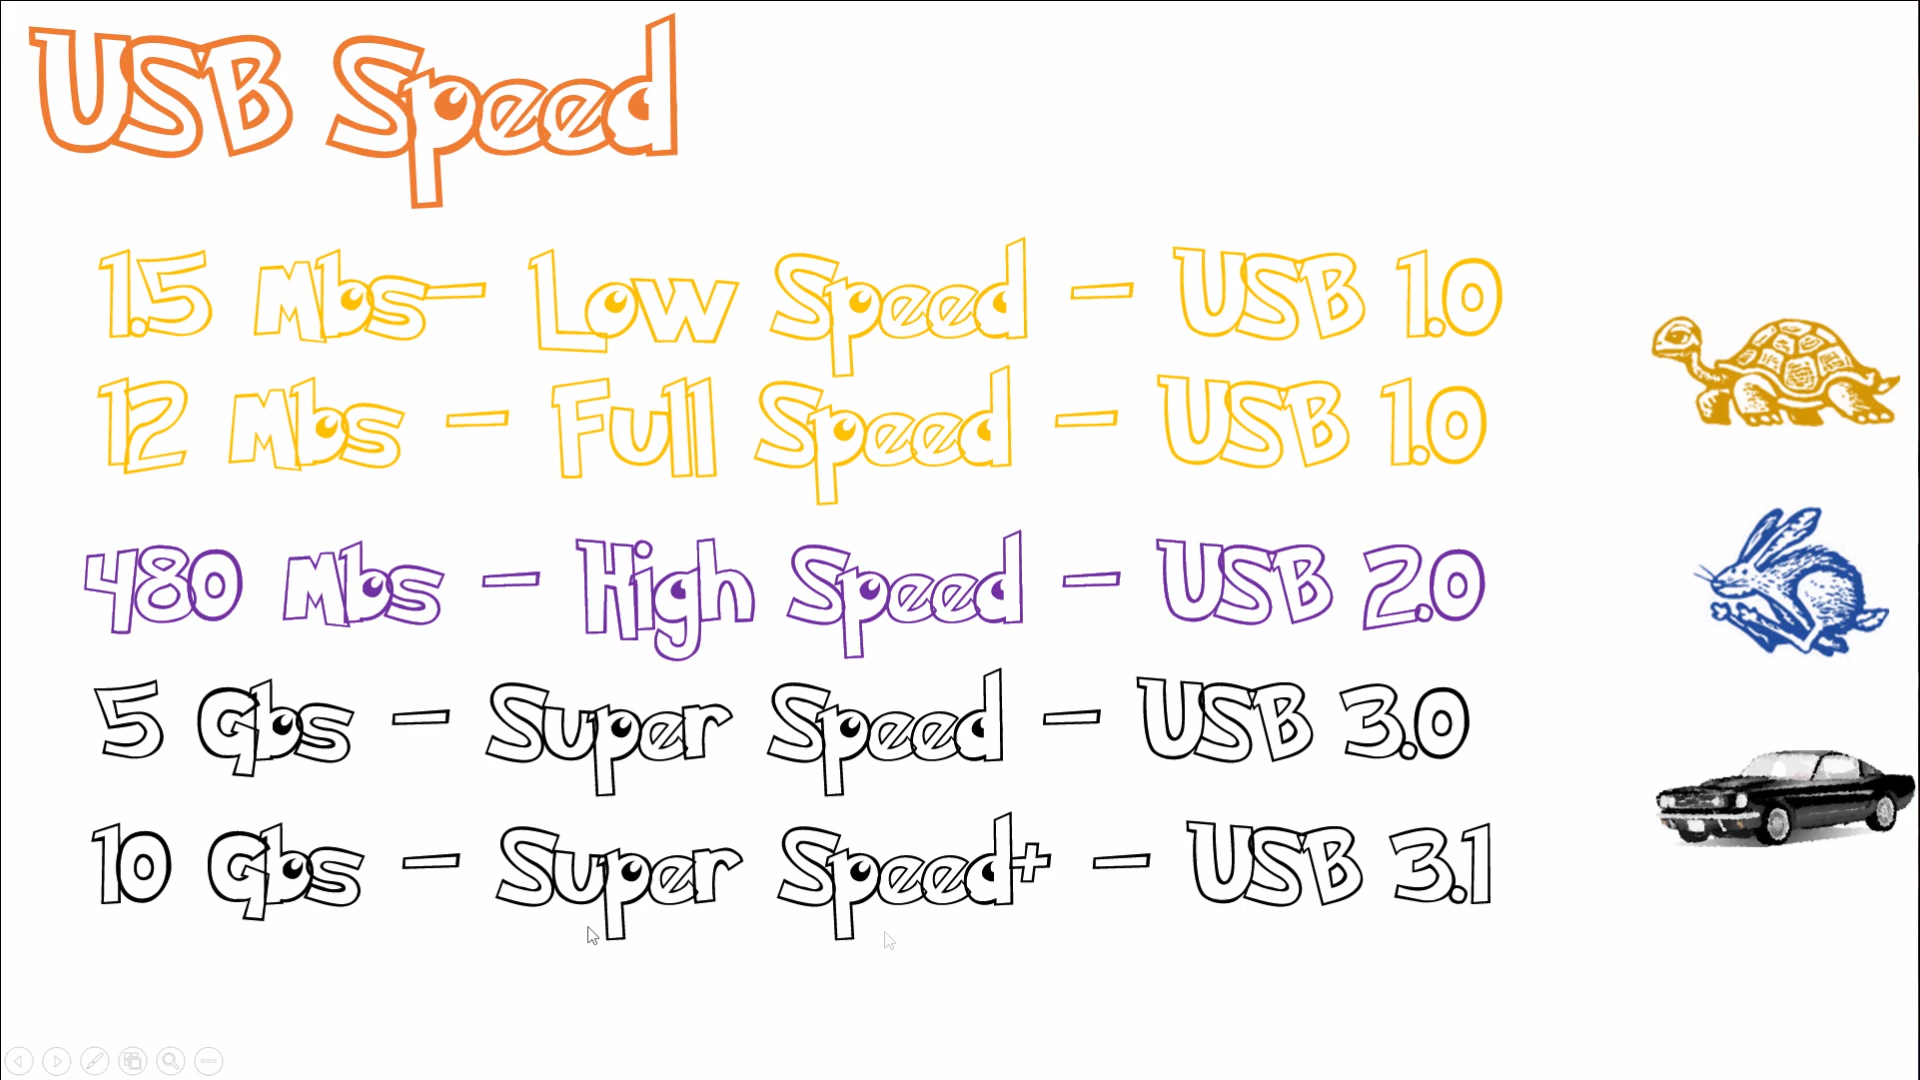 USB Speed
1.5 Mbs- Low Speed - USB 1.0
12 Mbs - Full Speed - USB 1.0
480 Mbs - High Speed - USB 2.0
5 Gbs - Super Speed - USB 3.0
10 Gbs - Super Speed+ - USB 3.1